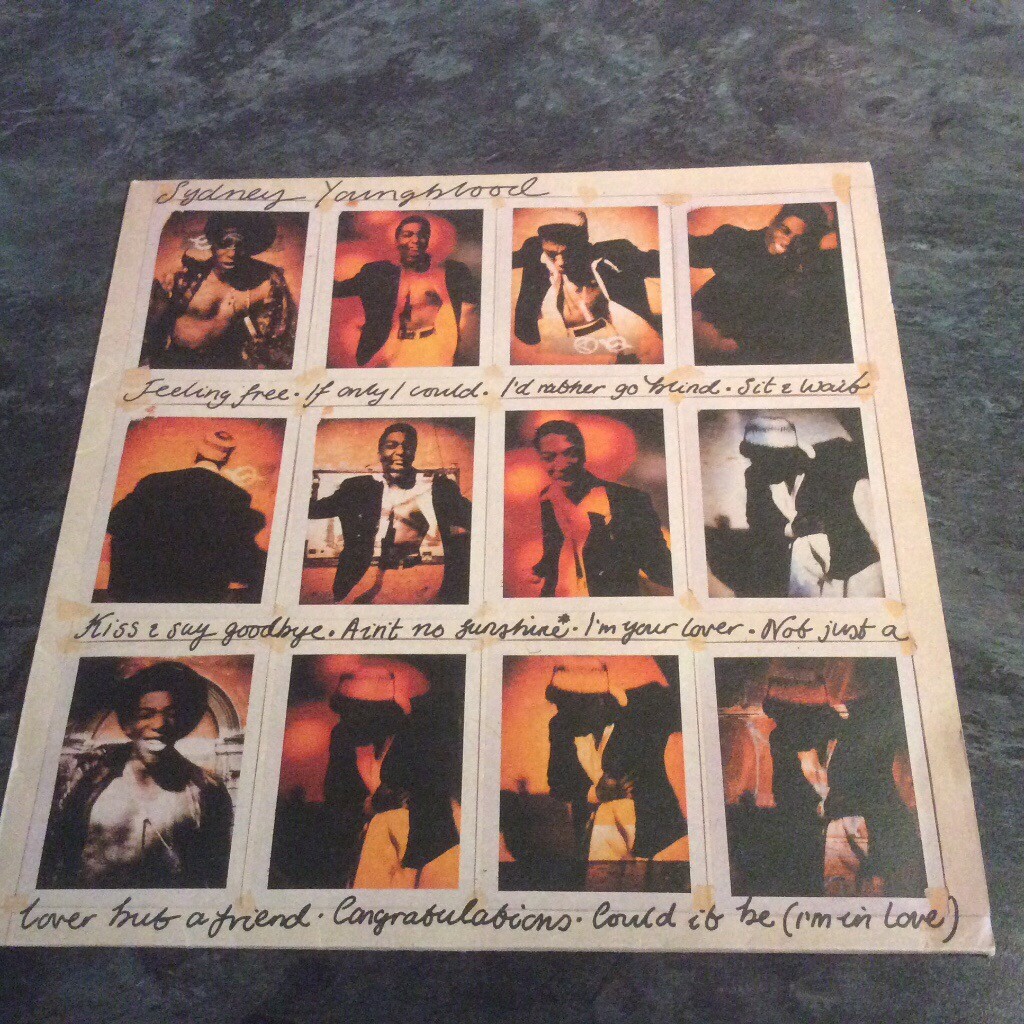 Sydney Youngblood
Feeling free. If only I could. I'd rather go blind. Sit & Wait
Kiss & say goodbye. Ain't no sunshine*. I'm your lover. Not just a
lover but a friend. Congratulations. Could it be (I'm in love)